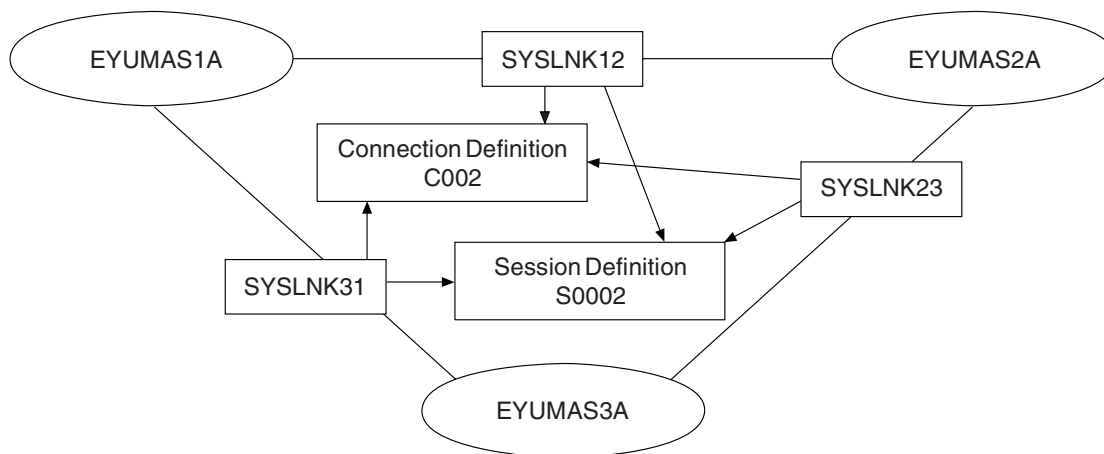 EYUMAS1A
SYSLNK12
EYUMAS2A
Connection Definition
C002
SYSLNK23
SYSLNK31
Session Definition
S0002
EYUMAS3A